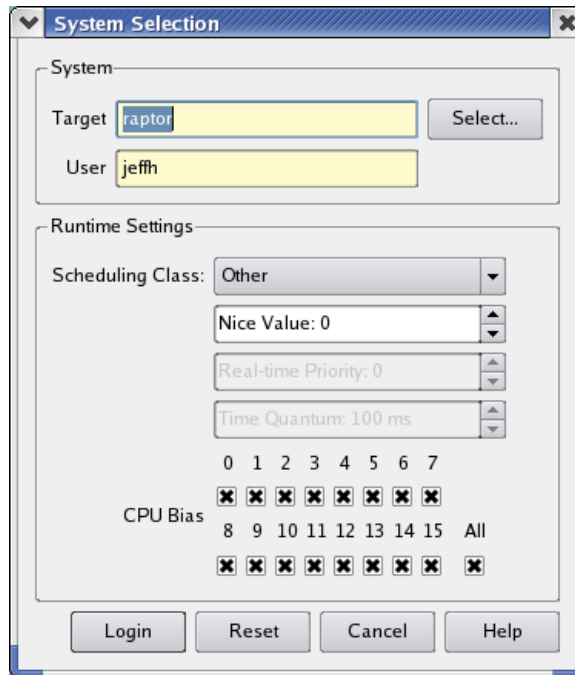 System Selection
System
Target raptor Select...
User jeffh
Runtime Settings
Scheduling Class: Other
Nice Value: 0
Real-time Priority: 0
Time Quantum: 100 ms
0 1 2 3 4 5 6 7
CPU Bias
8 9 10 11 12 13 14 15 All
Login Reset Cancel Help